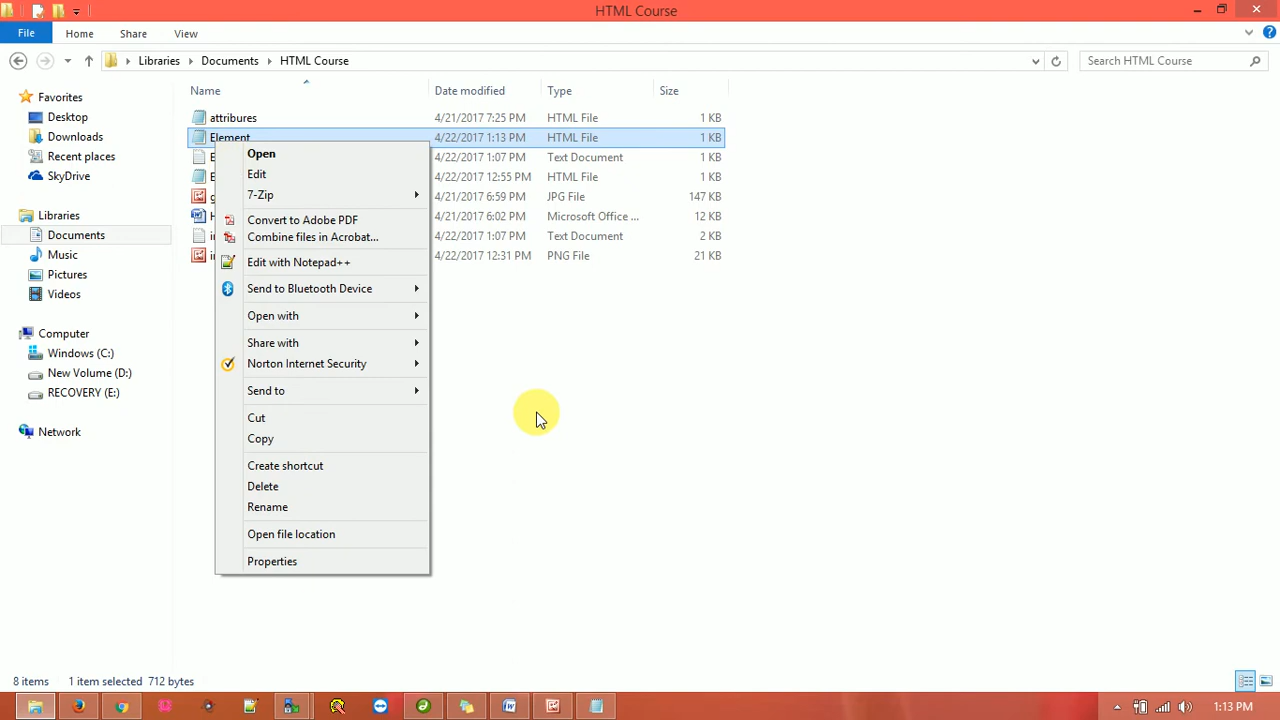 HTML Course
File Home Share View
Libraries Documents HTML Course Search HTML Course
Name Date modified Type Size
Favorites
Desktop
Downloads
Recent places
SkyDrive
Libraries
Documents
Music
Pictures
Videos
Computer
Windows (C:)
New Volume (D:)
RECOVERY (E:)
Network
attribures 4/21/2017 7:25 PM HTML File 1 KB
Element 4/22/2017 1:13 PM HTML File 1 KB
4/22/2017 1:07 PM Text Document 1 KB
4/22/2017 12:55 PM HTML File 1 KB
4/21/2017 6:59 PM JPG File 147 KB
4/21/2017 6:02 PM Microsoft Office ... 12 KB
4/22/2017 1:07 PM Text Document 2 KB
4/22/2017 12:31 PM PNG File 21 KB
Open
Edit
7-Zip
Convert to Adobe PDF
Combine files in Acrobat...
Edit with Notepad++
Send to Bluetooth Device
Open with
Share with
Norton Internet Security
Send to
Cut
Copy
Create shortcut
Delete
Rename
Open file location
Properties
8 items 1 item selected 712 bytes
1:13 PM